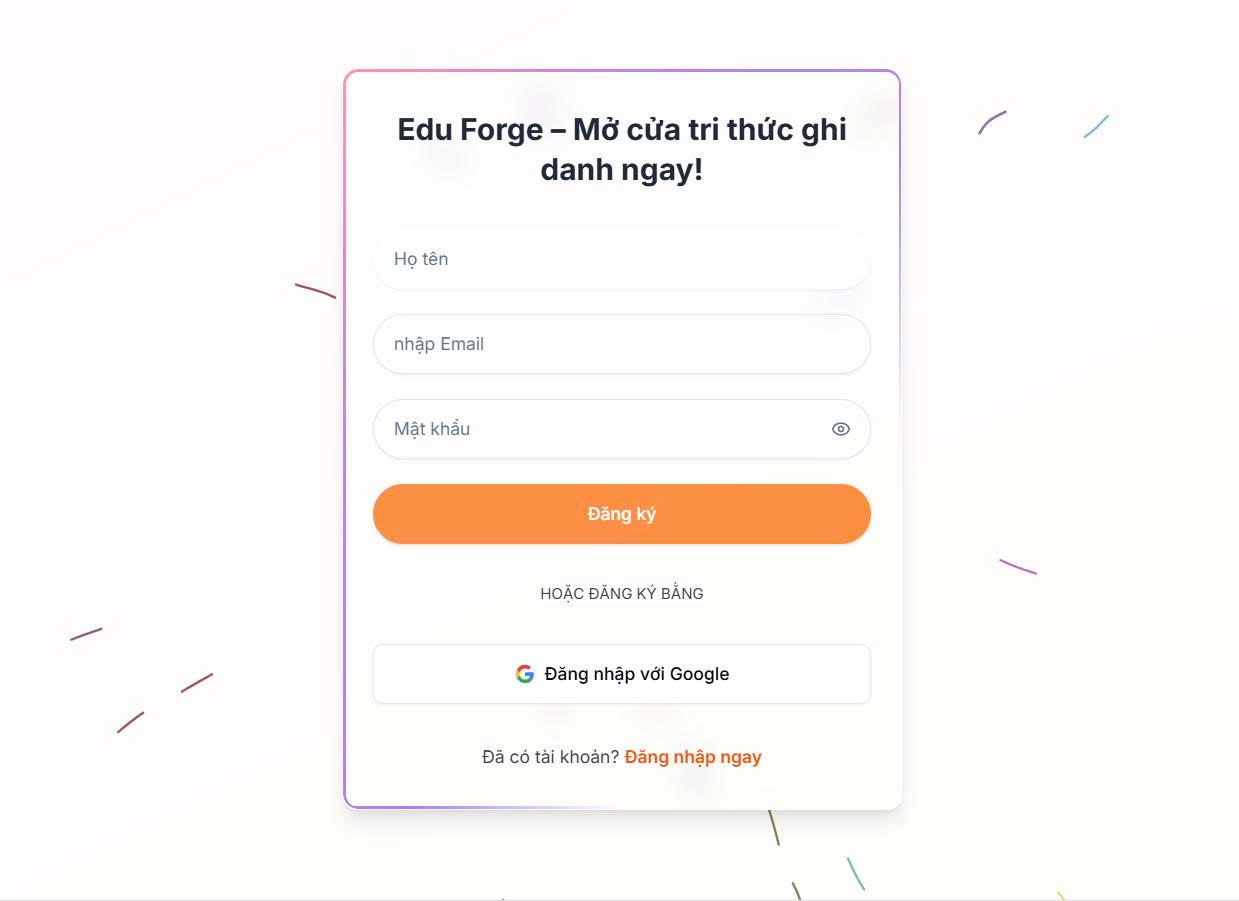 Edu Forge – Mở cửa tri thức ghi
danh ngay!
Họ tên
nhập Email
Mật khẩu
Đăng ký
HOẶC ĐĂNG KÝ BẰNG
Đăng nhập với Google
Đã có tài khoản? Đăng nhập ngay